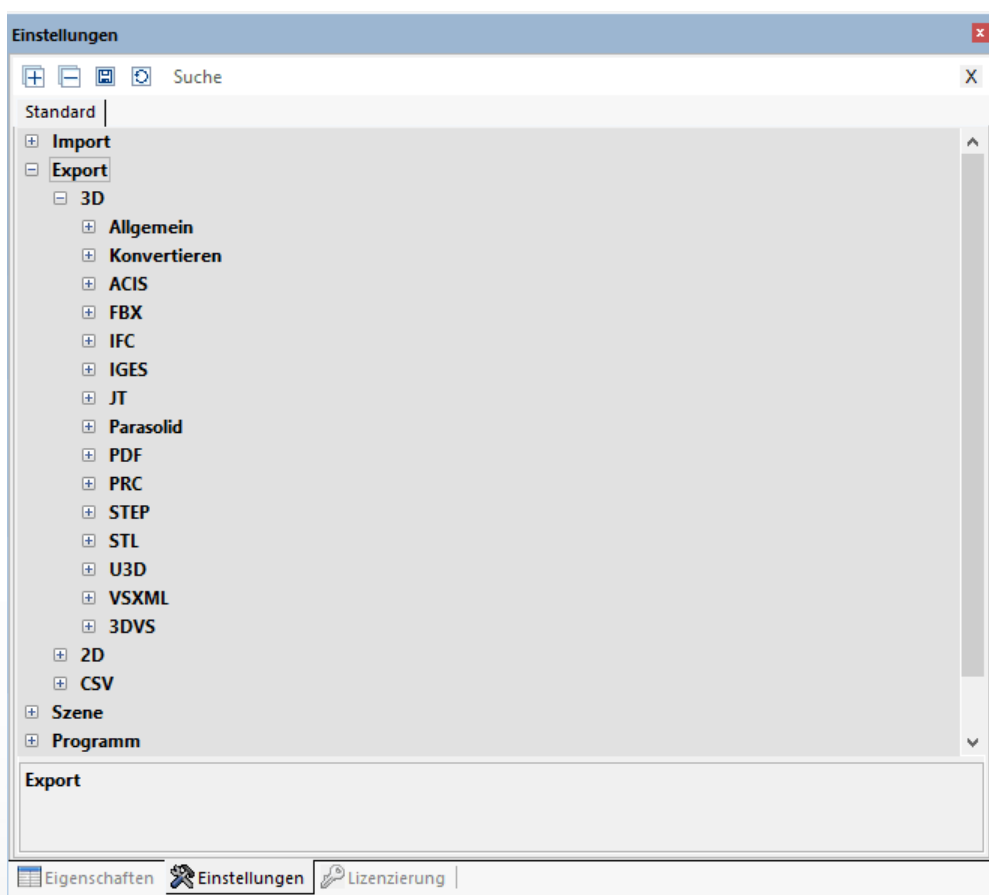 Einstellungen
x
Suche
X
Standard
Import
Export
3D
Allgemein
Konvertieren
ACIS
FBX
IFC
IGES
JT
Parasolid
PDF
PRC
STEP
STL
U3D
VSXML
3DVS
2D
CSV
Szene
Programm
Export
Eigenschaften Einstellungen Lizenzierung